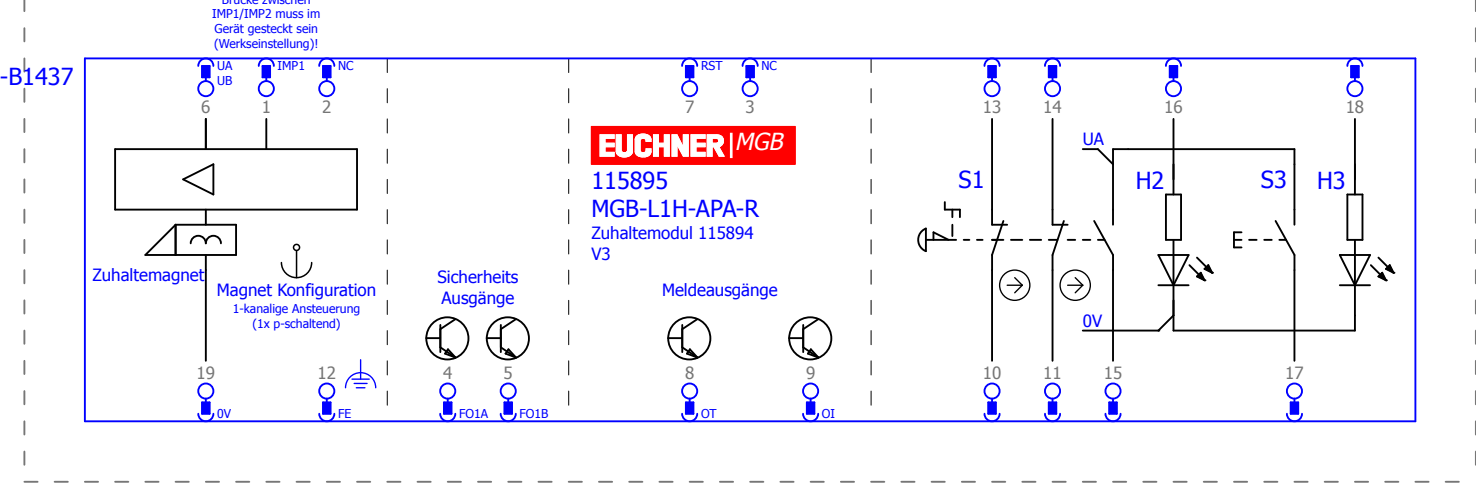 Brücke zwischen
IMP1/IMP2 muss im
Gerät gesteckt sein
(Werkseinstellung)!
-B1437
UA
UB
IMP1
NC
RST
NC
6
1
2
7
3
13
14
16
18
EUCHNER|MGB
115895
MGB-L1H-APA-R
Zuhaltemodul 115894
V3
UA
S1
H2
S3
H3
Zuhaltemagnet
Magnet Konfiguration
1-kanalige Ansteuerung
(1x p-schaltend)
Sicherheits
Ausgänge
Meldeausgänge
0V
19
12
4
5
8
9
10
11
15
17
0V
FE
FO1A
FO1B
OT
OI